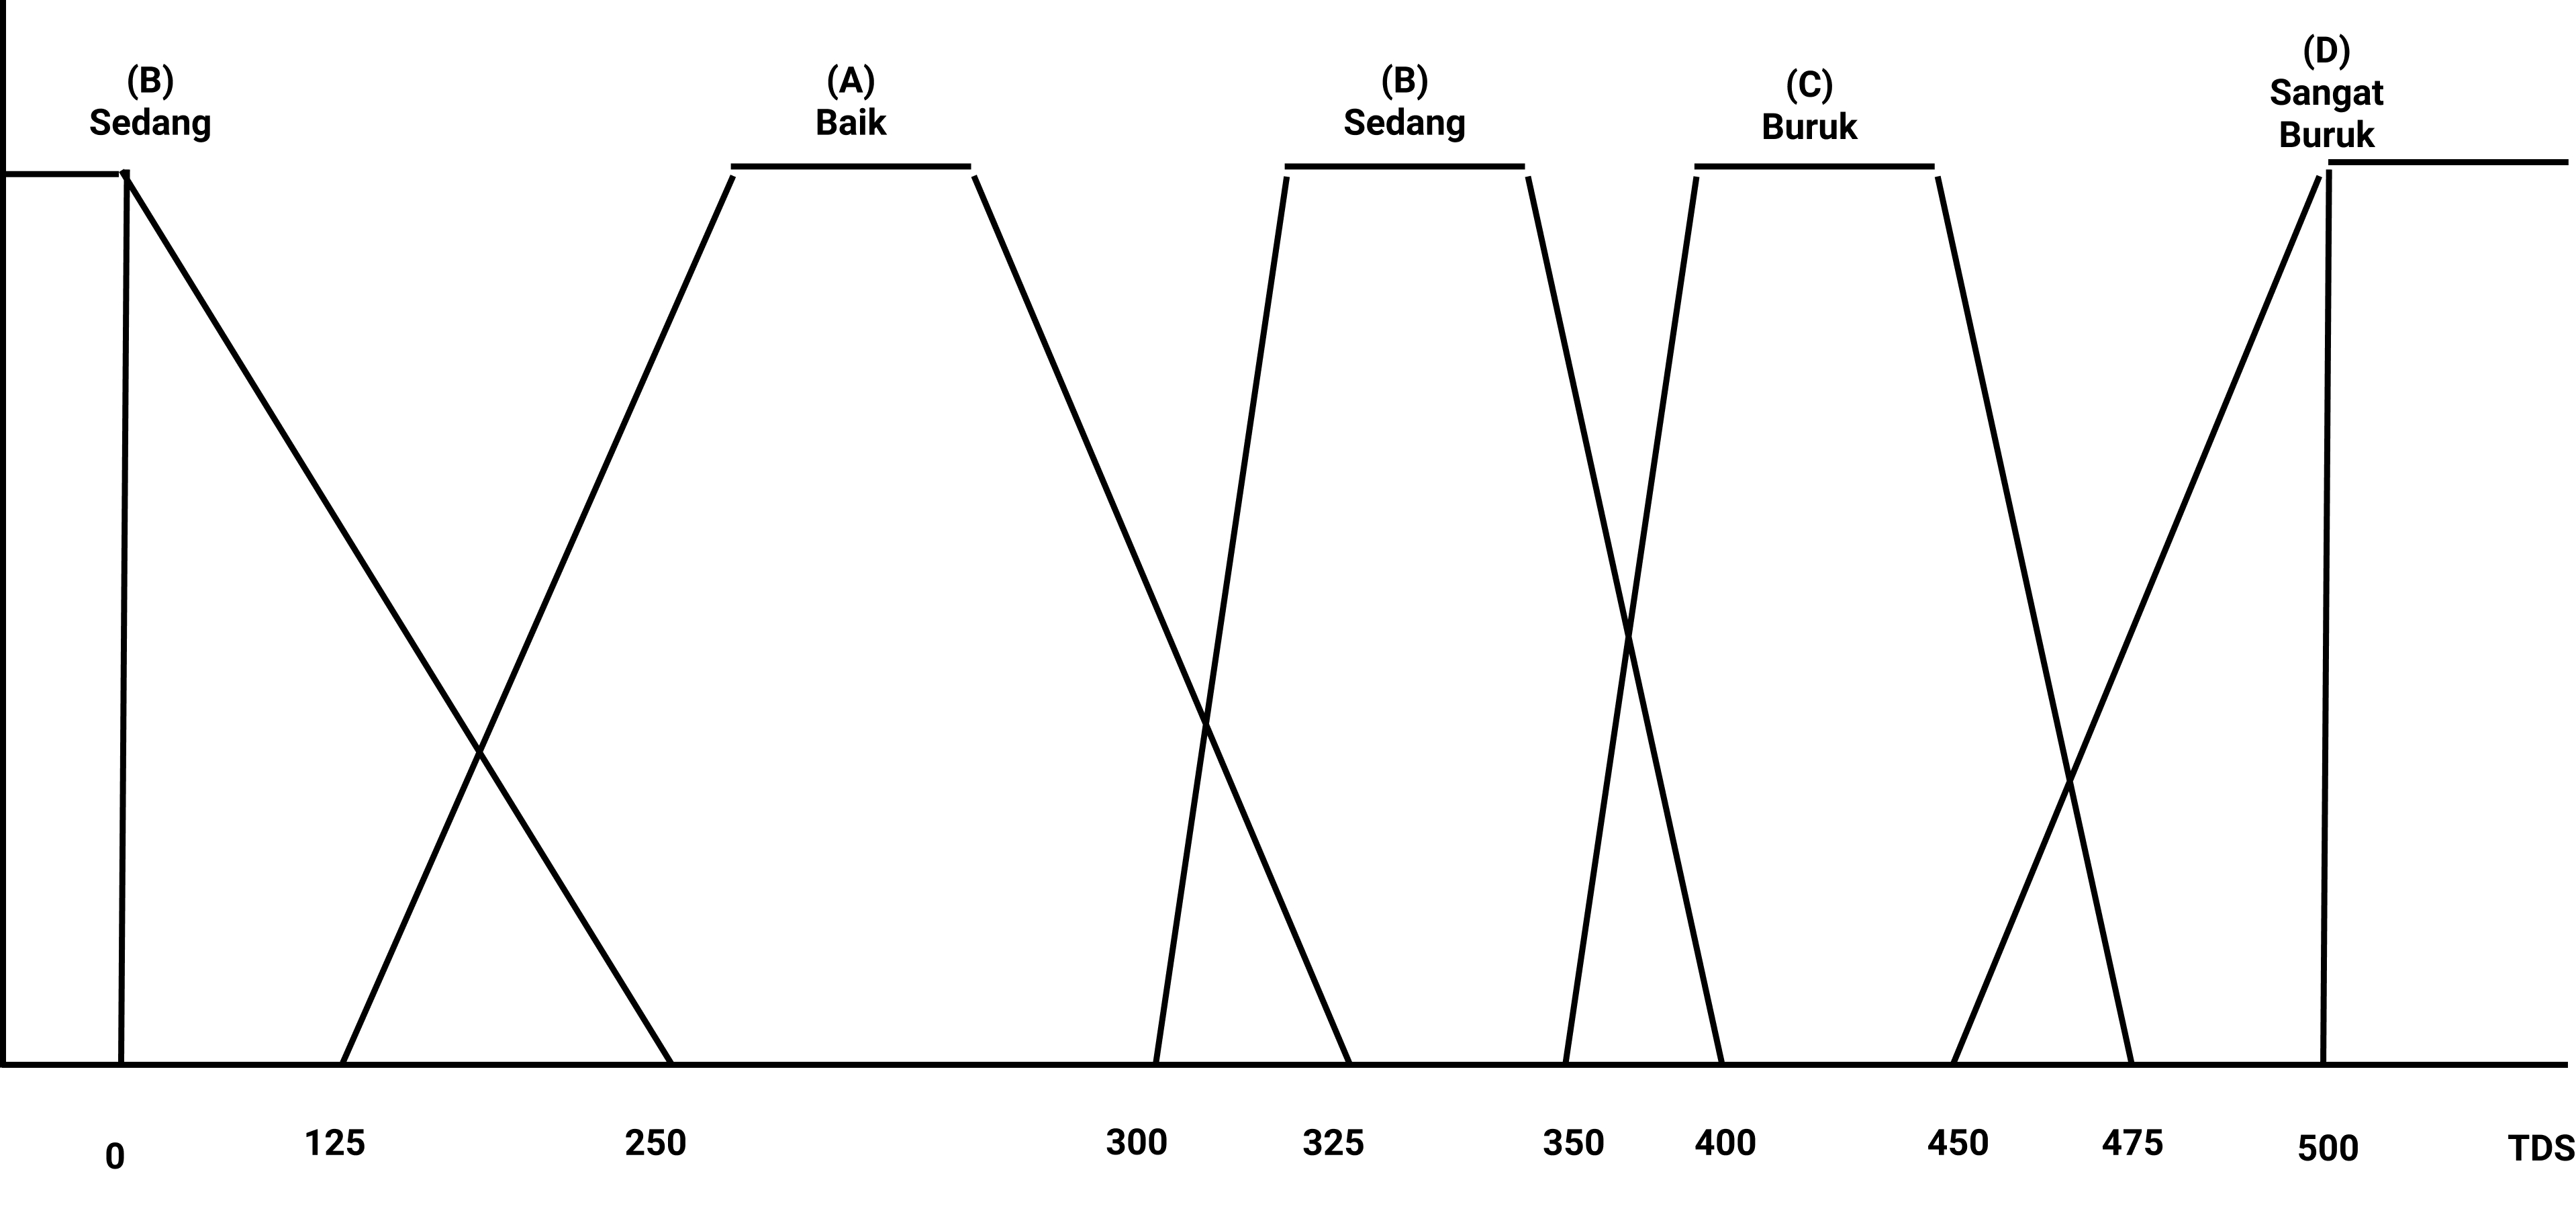 (B)
Sedang
(A)
Baik
(B)
Sedang
(C)
Buruk
(D)
Sangat
Buruk
0
125
250
300
325
350
400
450
475
500
TDS